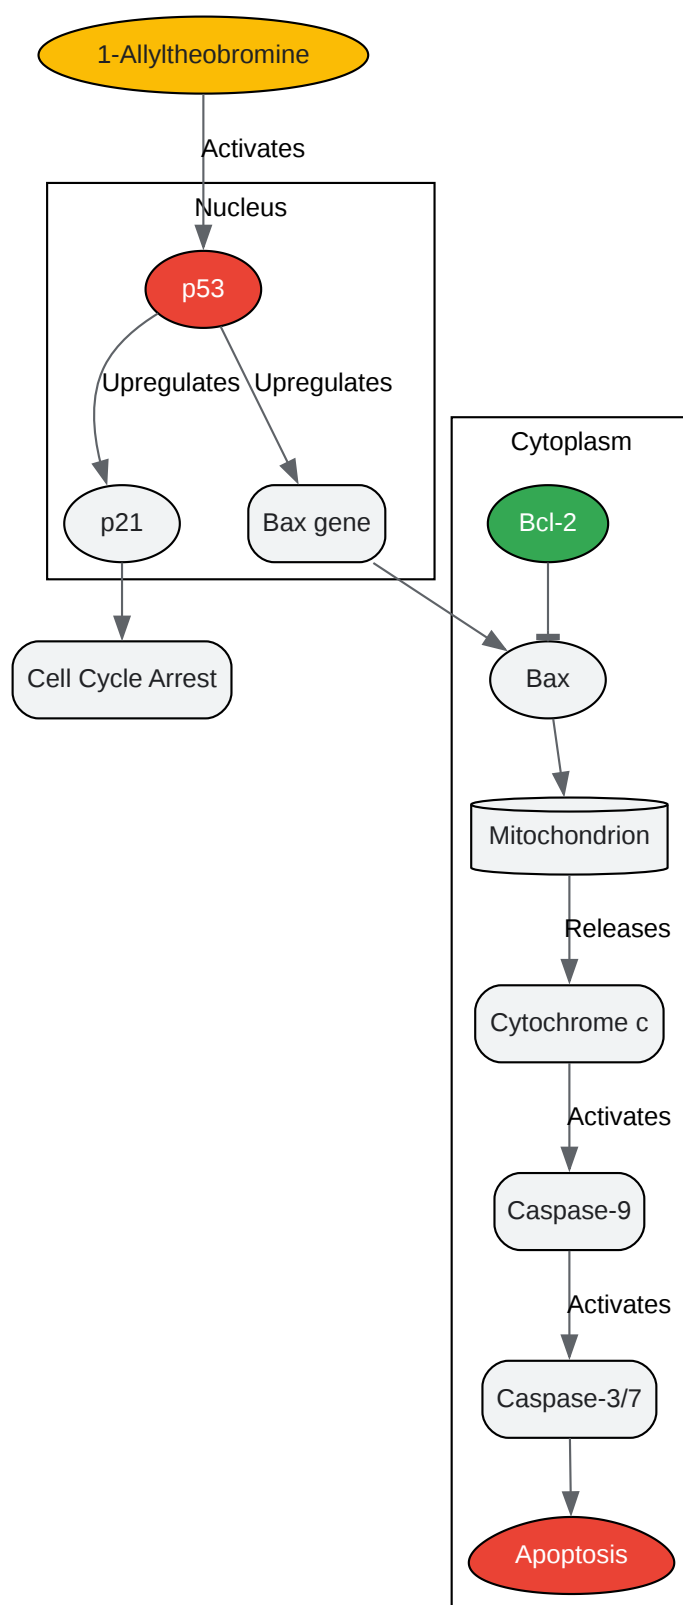 1-Allyltheobromine
Activates
Nucleus
p53
Upregulates
Upregulates
Cytoplasm
p21
Bax gene
Bcl-2
Cell Cycle Arrest
Bax
Mitochondrion
Releases
Cytochrome c
Activates
Caspase-9
Activates
Caspase-3/7
Apoptosis